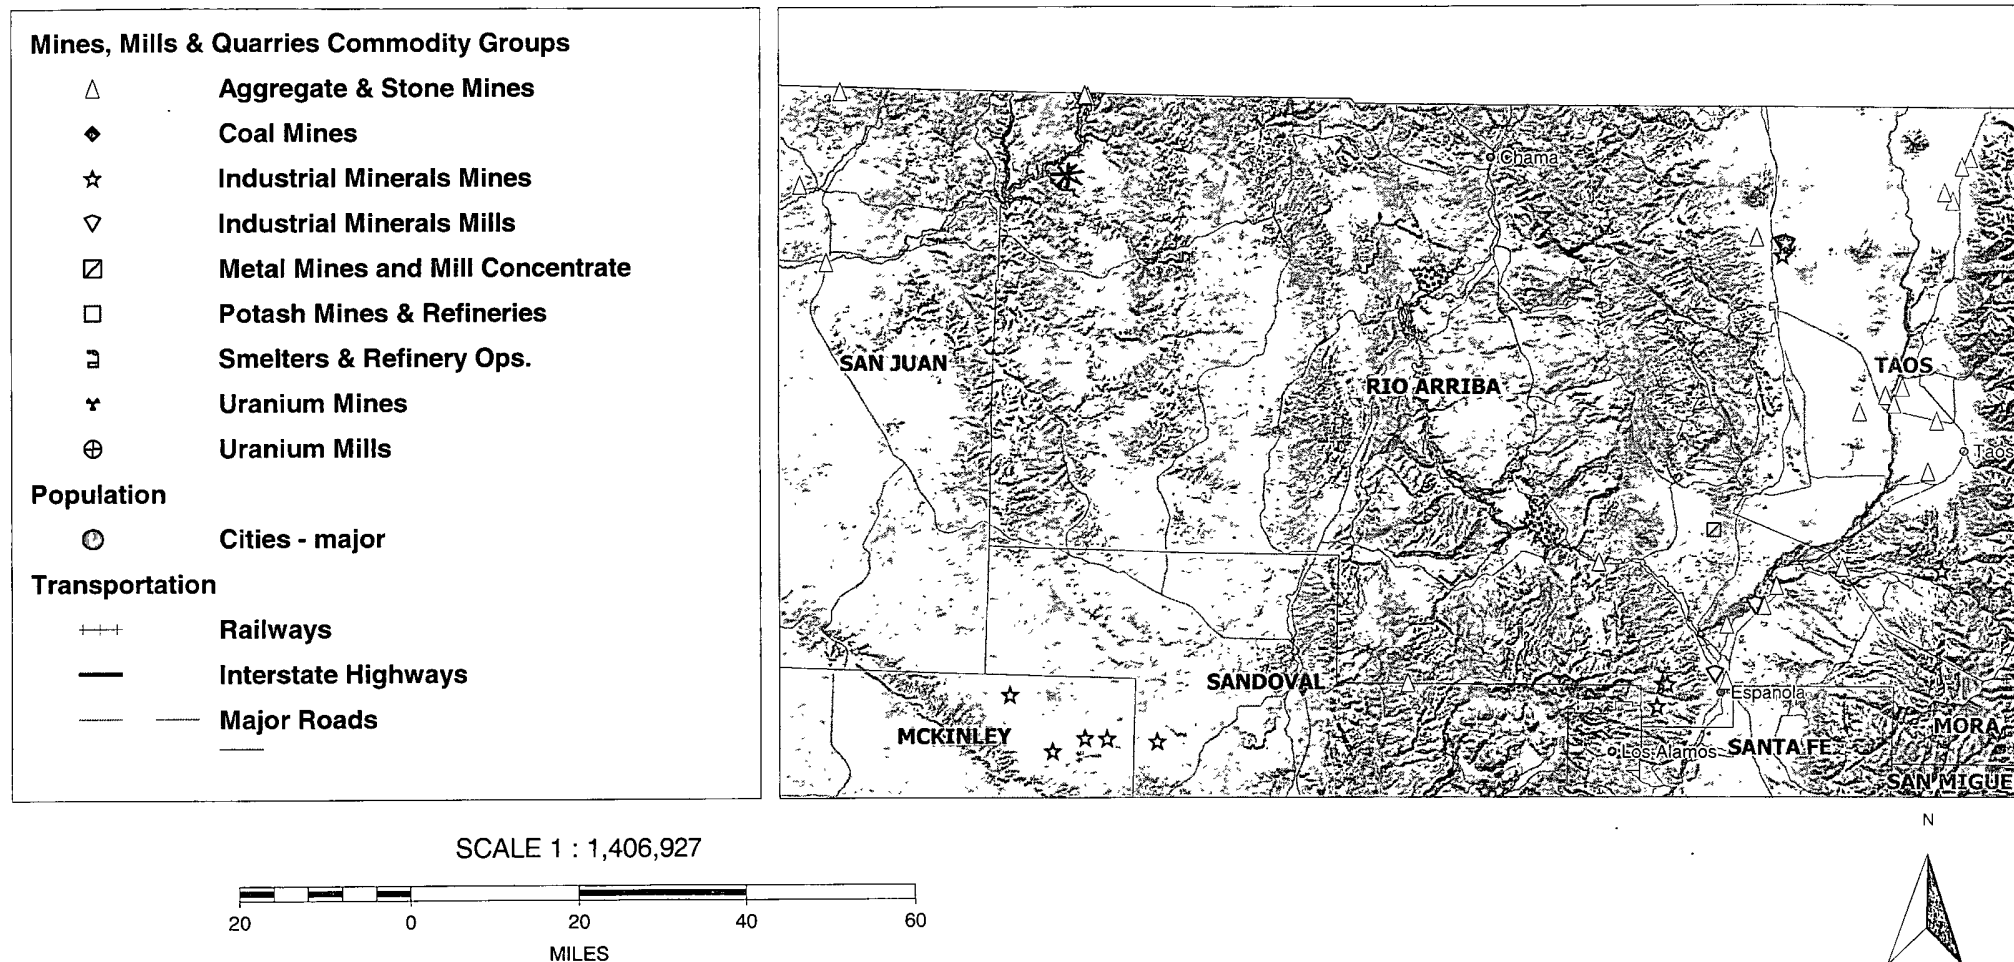 Mines, Mills & Quarries Commodity Groups
Aggregate & Stone Mines
Coal Mines
Industrial Minerals Mines
Industrial Minerals Mills
Metal Mines and Mill Concentrate
Potash Mines & Refineries
Smelters & Refinery Ops.
Uranium Mines
Uranium Mills
Population
Cities - major
Transportation
Railways
Interstate Highways
Major Roads
Chama
SAN JUAN
RIO ARRIBA
TAOS
Taos
SANDOVAL
Espanola
MCKINLEY
Los Alamos
SANTA FE
MORA
SAN MIGUE
SCALE 1 : 1,406,927
20 0 20 40 60
MILES
N